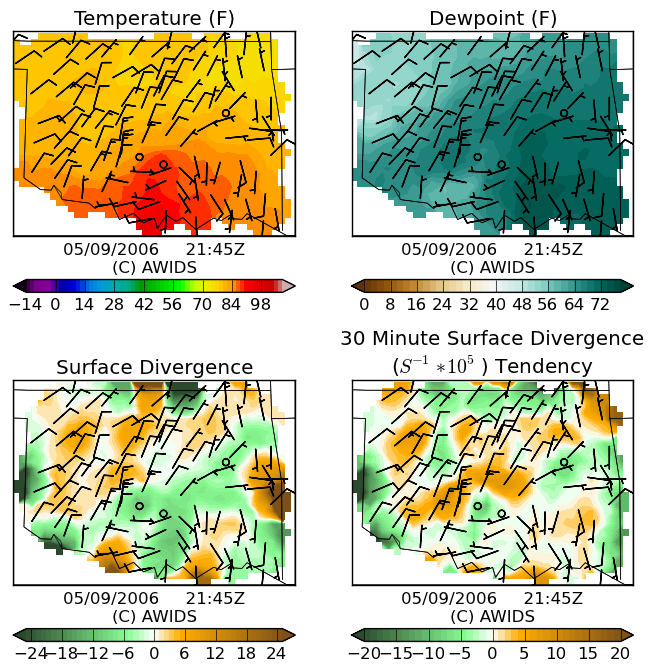 Temperature (F)
Dewpoint (F)
05/09/2006 21:45Z
(C) AWIDS
−14 0 14 28 42 56 70 84 98
05/09/2006 21:45Z
(C) AWIDS
0 8 16 24 32 40 48 56 64 72
Surface Divergence
30 Minute Surface Divergence
(S⁻¹ *10⁵ ) Tendency
05/09/2006 21:45Z
(C) AWIDS
−24 −18 −12 −6 0 6 12 18 24
05/09/2006 21:45Z
(C) AWIDS
−20 −15 −10 −5 0 5 10 15 20